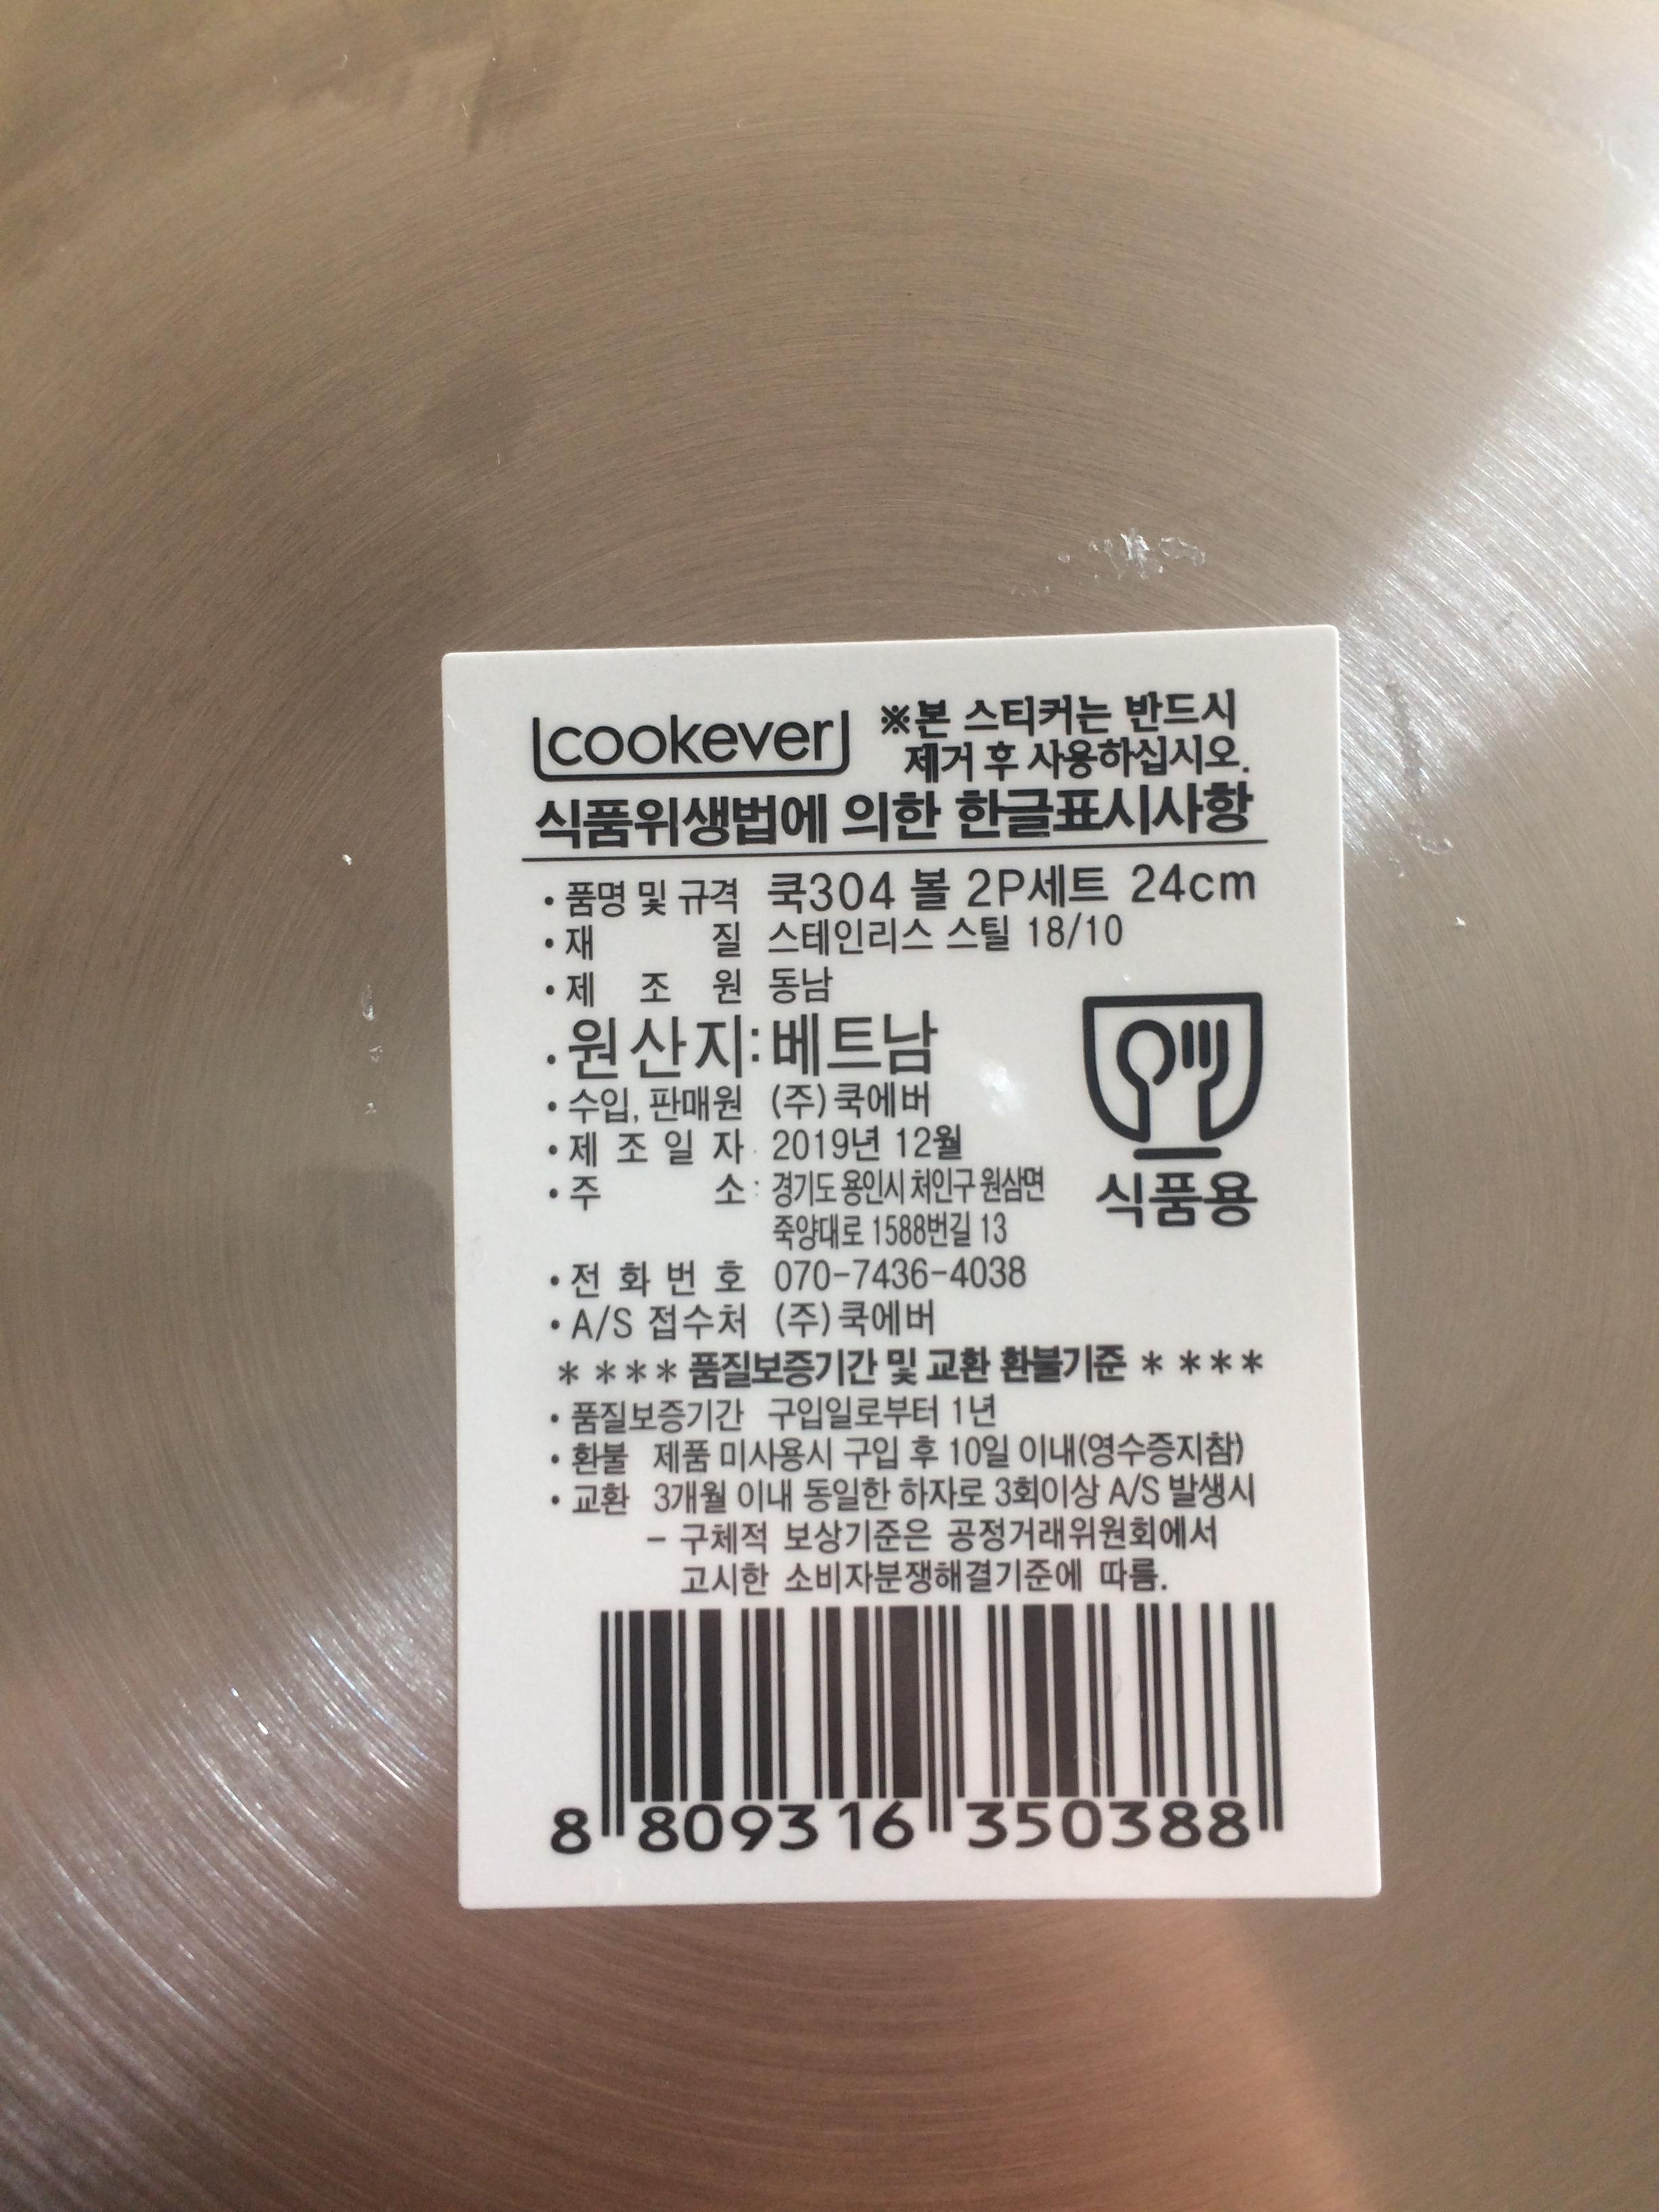 cookever
※본 스티커는 반드시
제거 후 사용하십시오.
식품위생법에 의한 한글표시사항
• 품명 및 규격 쿡304 볼 2P세트 24cm
• 재 질 스테인리스 스틸 18/10
• 제 조 원 동남
• 원산지: 베트남
• 수입, 판매원 (주)쿡에버
• 제 조 일 자 2019년 12월
• 주 소 : 경기도 용인시 처인구 원삼면
죽양대로 1588번길 13
식품용
• 전 화 번 호 070-7436-4038
• A/S 접수처 (주)쿡에버
**** 품질보증기간 및 교환 환불기준 ****
• 품질보증기간 구입일로부터 1년
• 환불 제품 미사용시 구입 후 10일 이내(영수증지참)
• 교환 3개월 이내 동일한 하자로 3회이상 A/S 발생시
- 구체적 보상기준은 공정거래위원회에서
고시한 소비자분쟁해결기준에 따름.
8 809316 350388